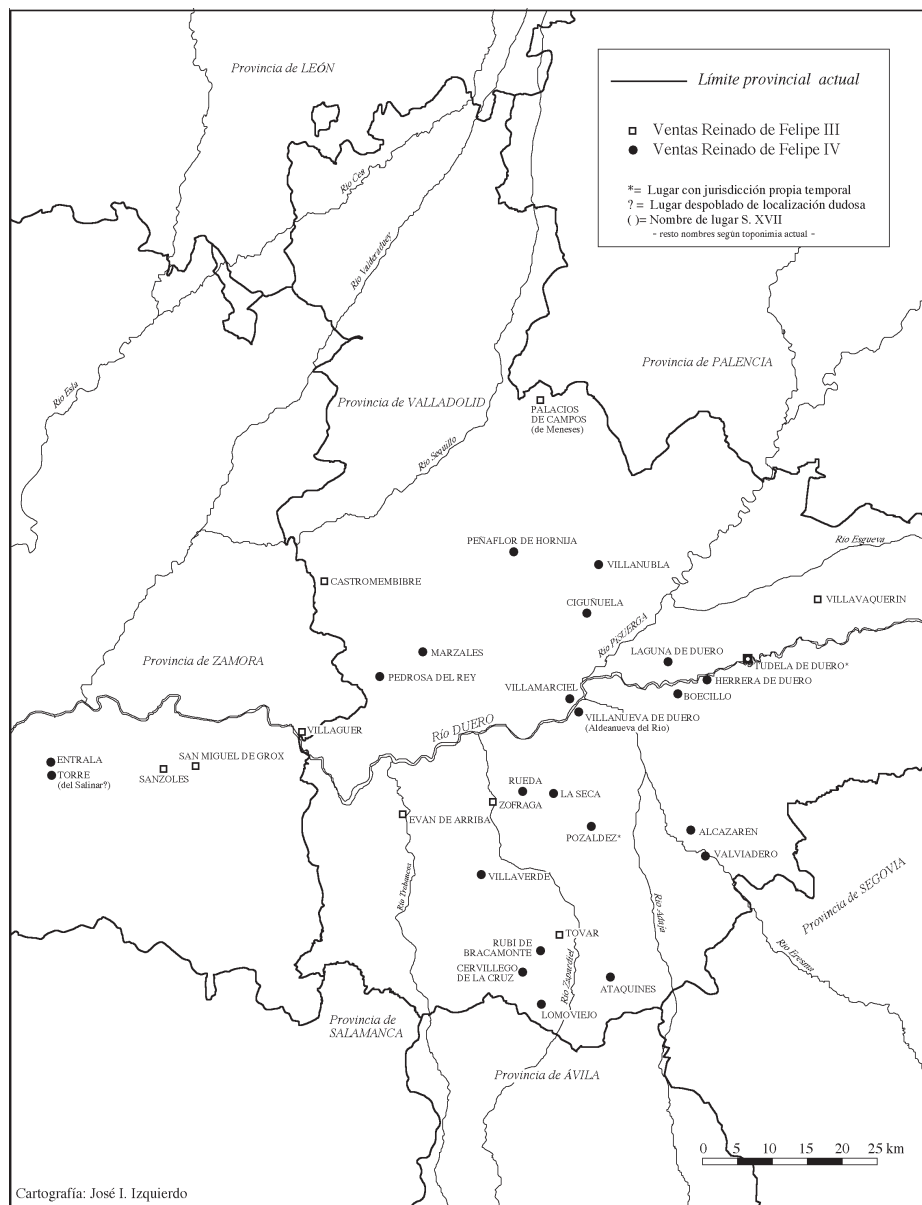 Provincia de LEÓN
Límite provincial actual
Ventas Reinado de Felipe III
Ventas Reinado de Felipe IV
*= Lugar con jurisdicción propia temporal
? = Lugar despoblado de localización dudosa
( )= Nombre de lugar S. XVII
- resto nombres según toponimia actual -
Río Cea
Río Valderaduey
Río Esla
Provincia de PALENCIA
Provincia de VALLADOLID
PALACIOS
DE CAMPOS
(de Meneses)
Río Sequillo
PEÑAFLOR DE HORNIJA
VILLANUBLA
Río Esgueva
CASTROMEMBIBRE
CIGUÑUELA
VILLAVAQUERIN
Río PISUERGA
MARZALES
LAGUNA DE DUERO
Provincia de ZAMORA
TUDELA DE DUERO*
PEDROSA DEL REY
HERRERA DE DUERO
VILLAMARCIEL
BOECILLO
VILLANUEVA DE DUERO
(Aldeanueva del Rio)
Río DUERO
VILLAGUER
ENTRALA
SAN MIGUEL DE GROX
TORRE
(del Salinar?)
SANZOLES
RUEDA
LA SECA
ZOFRAGA
EVAN DE ARRIBA
POZALDEZ*
ALCAZAREN
VALVIADERO
VILLAVERDE
Río Trabancos
Río Adaja
Provincia de SEGOVIA
TOVAR
RUBI DE
BRACAMONTE
Río Eresma
CERVILLEGO
DE LA CRUZ
Río Zapardiel
ATAQUINES
LOMOVIEJO
Provincia de
SALAMANCA
Provincia de ÁVILA
0 5 10 15 20 25 km
Cartografía: José I. Izquierdo